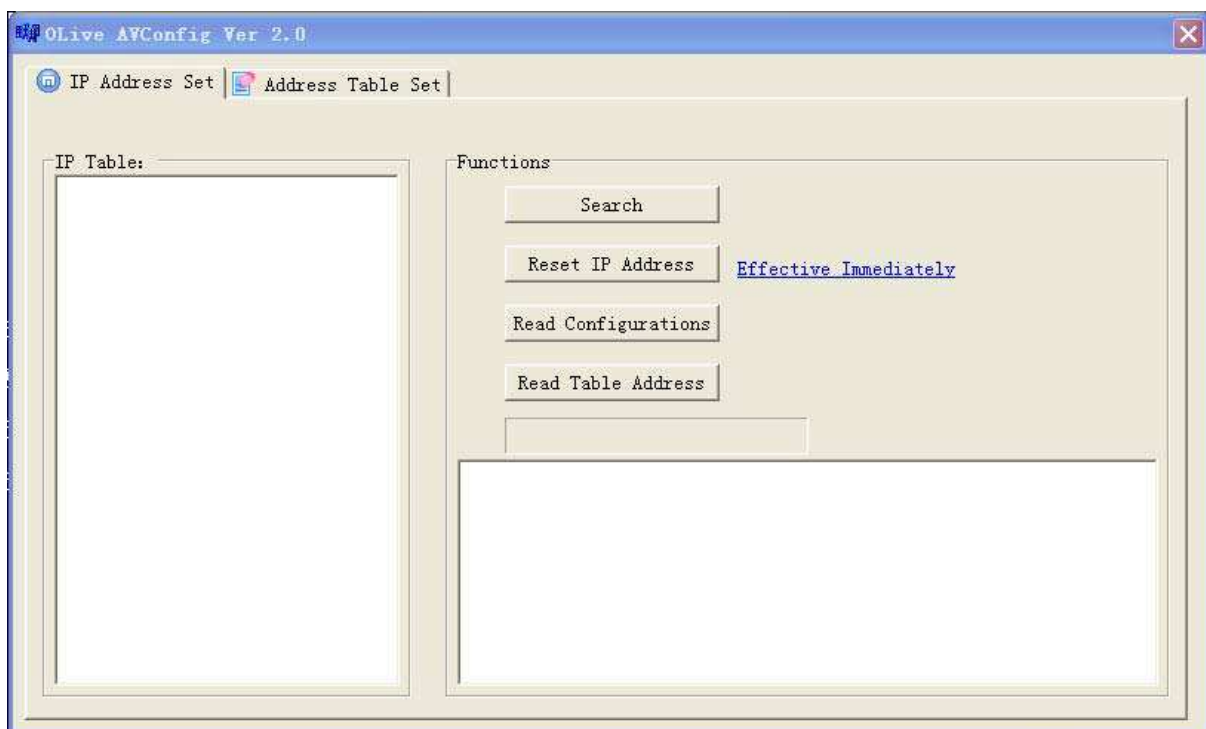 OLive AVConfig Ver 2.0
IP Address Set
Address Table Set
IP Table:
Functions
Search
Reset IP Address
Effective Immediately
Read Configurations
Read Table Address